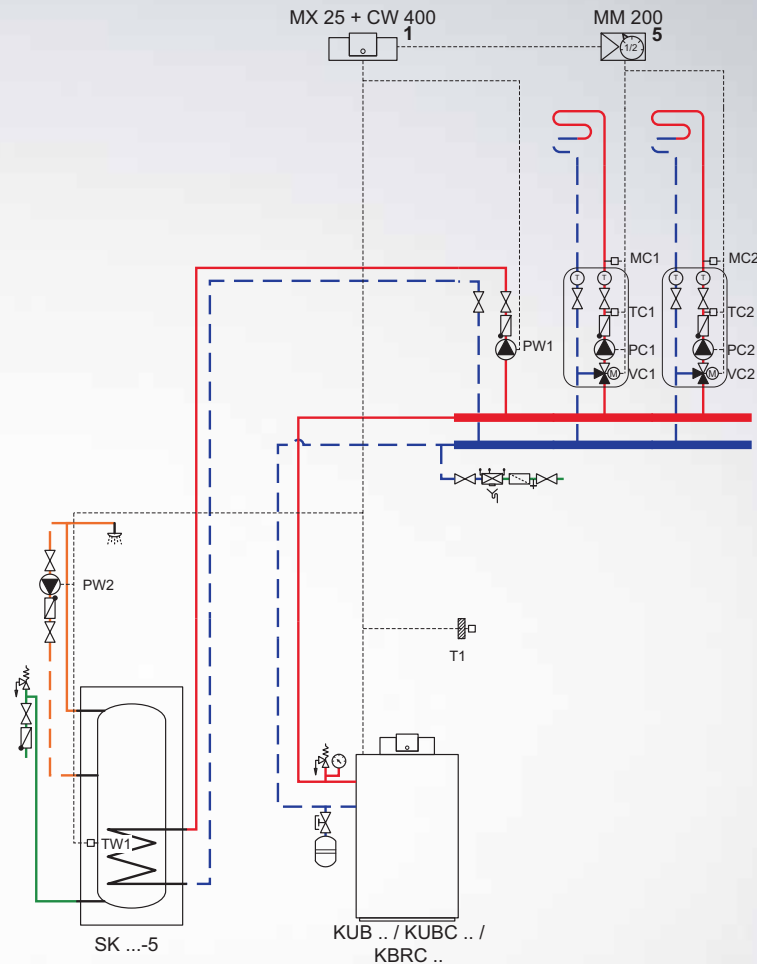 MX 25 + CW 400
1
MM 200
5
1/2
MC1
MC2
T
T
T
T
TC1
TC2
PW1
PC1
PC2
M
VC1
M
VC2
PW2
T1
TW1
SK ...-5
KUB .. / KUBC .. /
KBRC ..